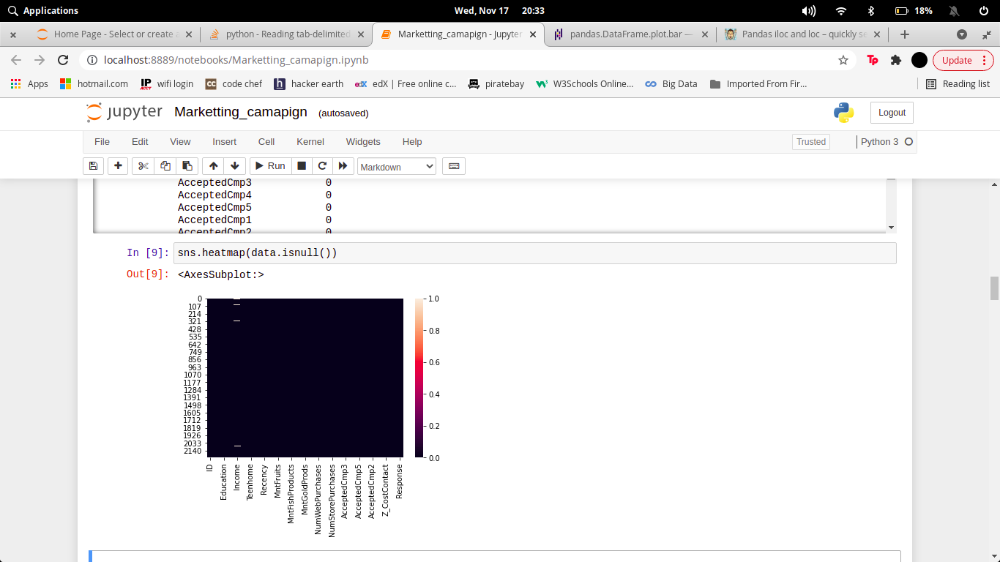 Applications
Wed, Nov 17 20:33
18%
Home Page - Select or create a
python - Reading tab-delimited
Marketting_camapign - Jupyter
pandas.DataFrame.plot.bar —
Pandas iloc and loc – quickly se
localhost:8889/notebooks/Marketting_camapign.ipynb
Tp
Update
Apps
hotmail.com
IP ACCT
wifi login
CC
code chef
h
hacker earth
edX
edX | Free online c...
piratebay
W3Schools Online...
Big Data
Imported From Fir...
Reading list
jupyter
Marketting_camapign (autosaved)
Logout
File Edit View Insert Cell Kernel Widgets Help
Trusted
Python 3
Run
Markdown
AcceptedCmp3 0
AcceptedCmp4 0
AcceptedCmp5 0
AcceptedCmp1 0
AcceptedCmp2 0
In [9]: sns.heatmap(data.isnull())
Out[9]: <AxesSubplot:>
0
107
214
321
428
535
642
749
856
963
1070
1177
1284
1391
1498
1605
1712
1819
1926
2033
2140
1.0
0.8
0.6
0.4
0.2
0.0
ID
Education
Income
Teenhome
Recency
MntFruits
MntFishProducts
MntGoldProds
NumWebPurchases
NumStorePurchases
AcceptedCmp3
AcceptedCmp5
AcceptedCmp2
Z_CostContact
Response